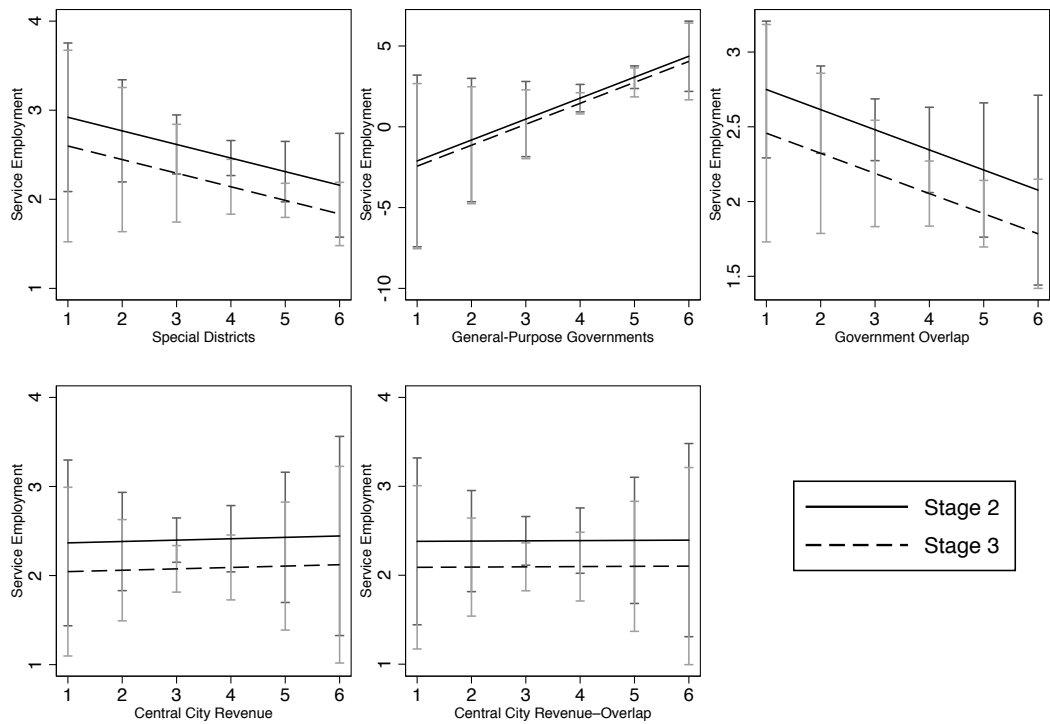 Service Employment
4
3
2
1
1 2 3 4 5 6
Special Districts
Service Employment
5
0
-5
-10
1 2 3 4 5 6
General-Purpose Governments
Service Employment
3
2.5
2
1.5
1 2 3 4 5 6
Government Overlap
Service Employment
4
3
2
1
1 2 3 4 5 6
Central City Revenue
Service Employment
4
3
2
1
1 2 3 4 5 6
Central City Revenue–Overlap
Stage 2
Stage 3